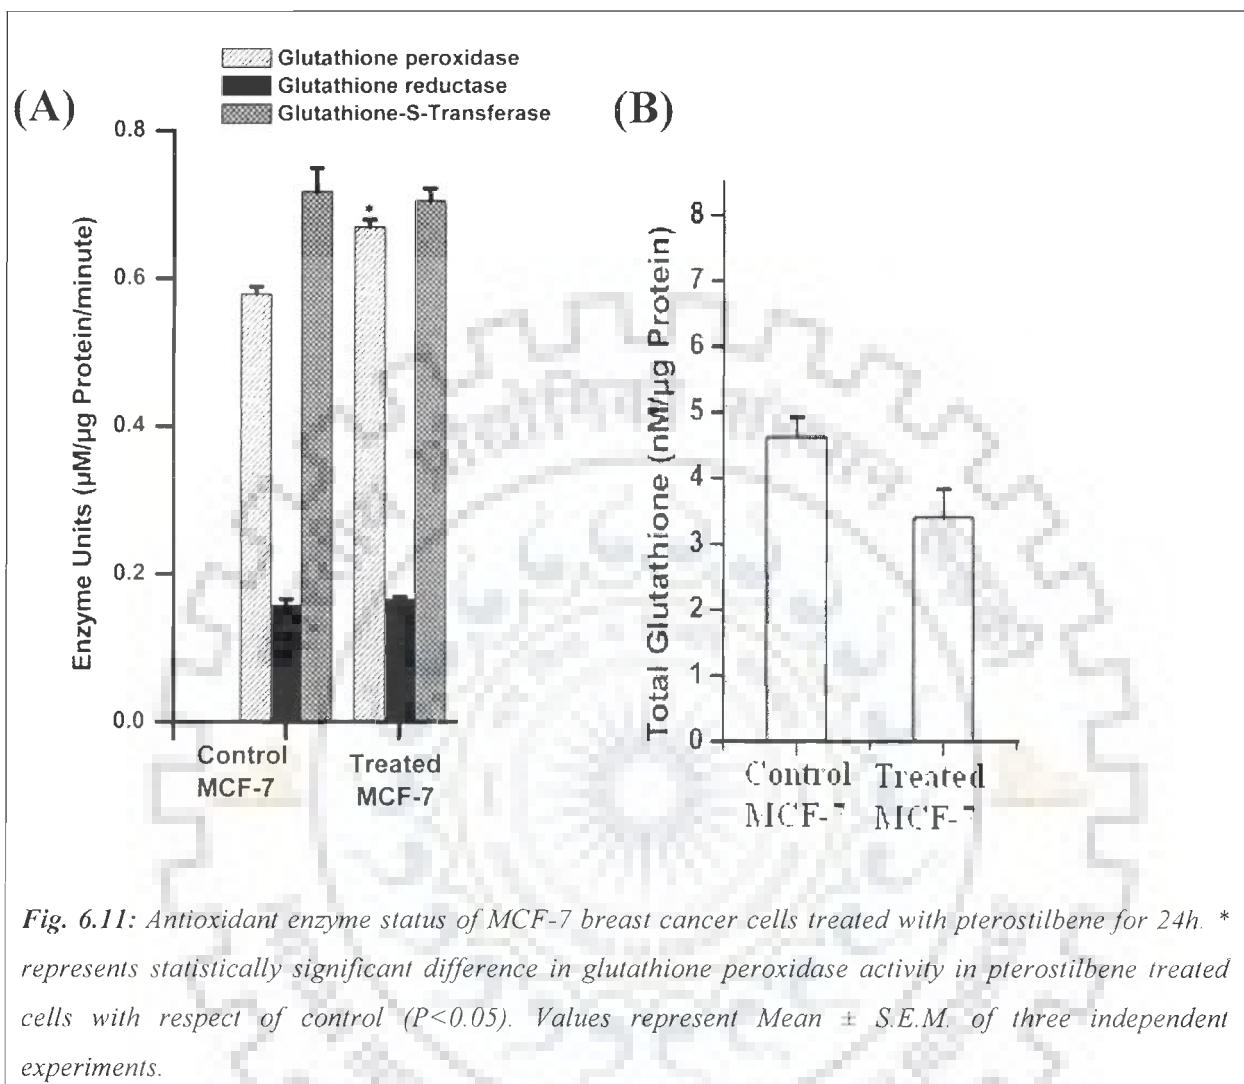 Glutathione peroxidase
Glutathione reductase
Glutathione-S-Transferase
(A)
0.8
0.6
0.4
0.2
0.0
Enzyme Units (µM/µg Protein/minute)
Control
MCF-7
Treated
MCF-7
*
(B)
8
7
6
5
4
3
2
1
0
Total Glutathione (nM/µg Protein)
Control
MCF-7
Treated
MCF-7
Fig. 6.11: Antioxidant enzyme status of MCF-7 breast cancer cells treated with pterostilbene for 24h. *
represents statistically significant difference in glutathione peroxidase activity in pterostilbene treated
cells with respect of control (P<0.05). Values represent Mean ± S.E.M. of three independent
experiments.